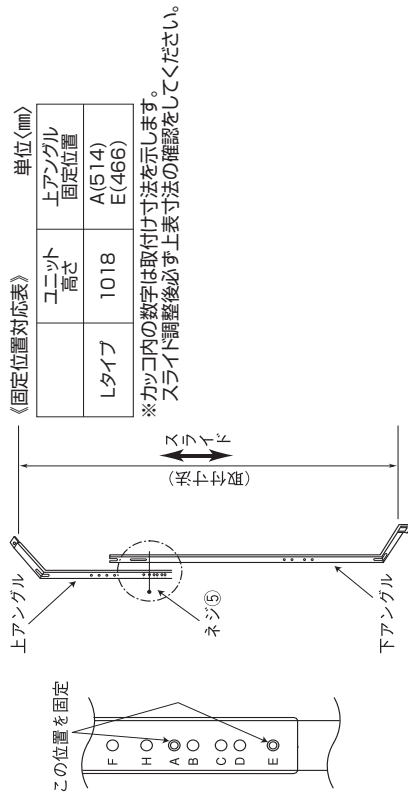 《固定位置対応表》 単位〈㎜〉
ユニット高さ 上アングル固定位置
Lタイプ 1018 A(514) E(466)
※カッコ内の数字は取付け寸法を示します。
スライド調整後必ず上表寸法の確認をしてください。
上アングル
スライド
(取付寸法)
ネジ⑤
下アングル
この位置を固定
F
H
A
B
C
D
E